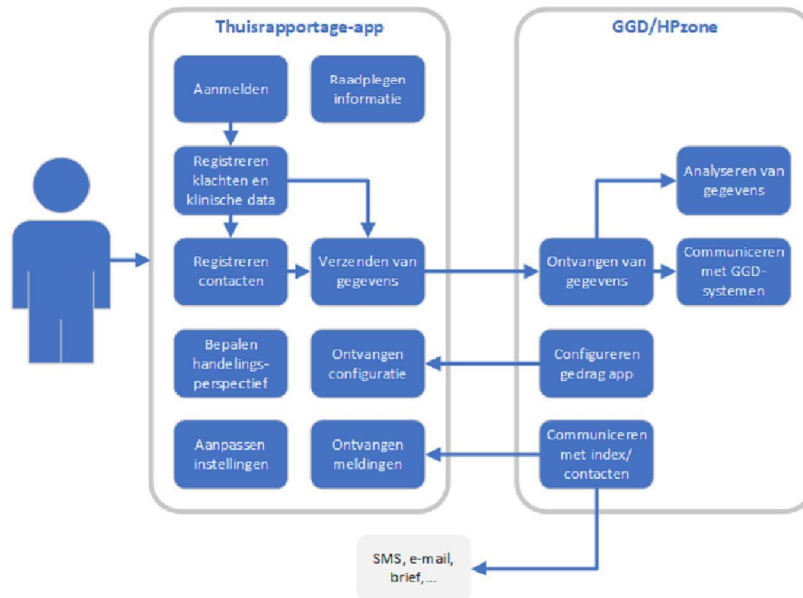 Thuisrapportage-app
GGD/HPzone
Aanmelden
Raadplegen
informatie
Registreren
klachten en
klinische data
Analyseren van
gegevens
Registreren
contacten
Verzenden van
gegevens
Ontvangen van
gegevens
Communiceren
met GGD-
systemen
Bepalen
handelings-
perspectief
Ontvangen
configuratie
Configureren
gedrag app
Aanpassen
instellingen
Ontvangen
meldingen
Communiceren
met index/
contacten
SMS, e-mail,
brief,...